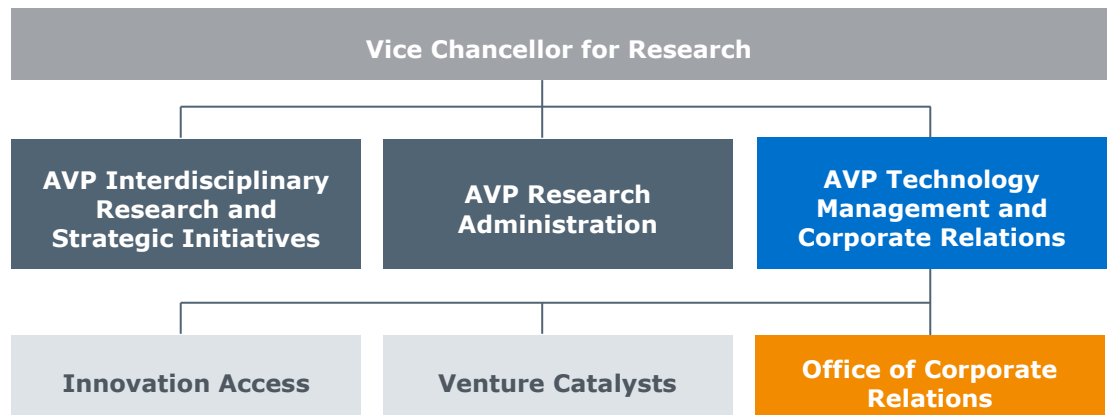 Vice Chancellor for Research
AVP Interdisciplinary
Research and
Strategic Initiatives
AVP Research
Administration
AVP Technology
Management and
Corporate Relations
Innovation Access
Venture Catalysts
Office of Corporate
Relations